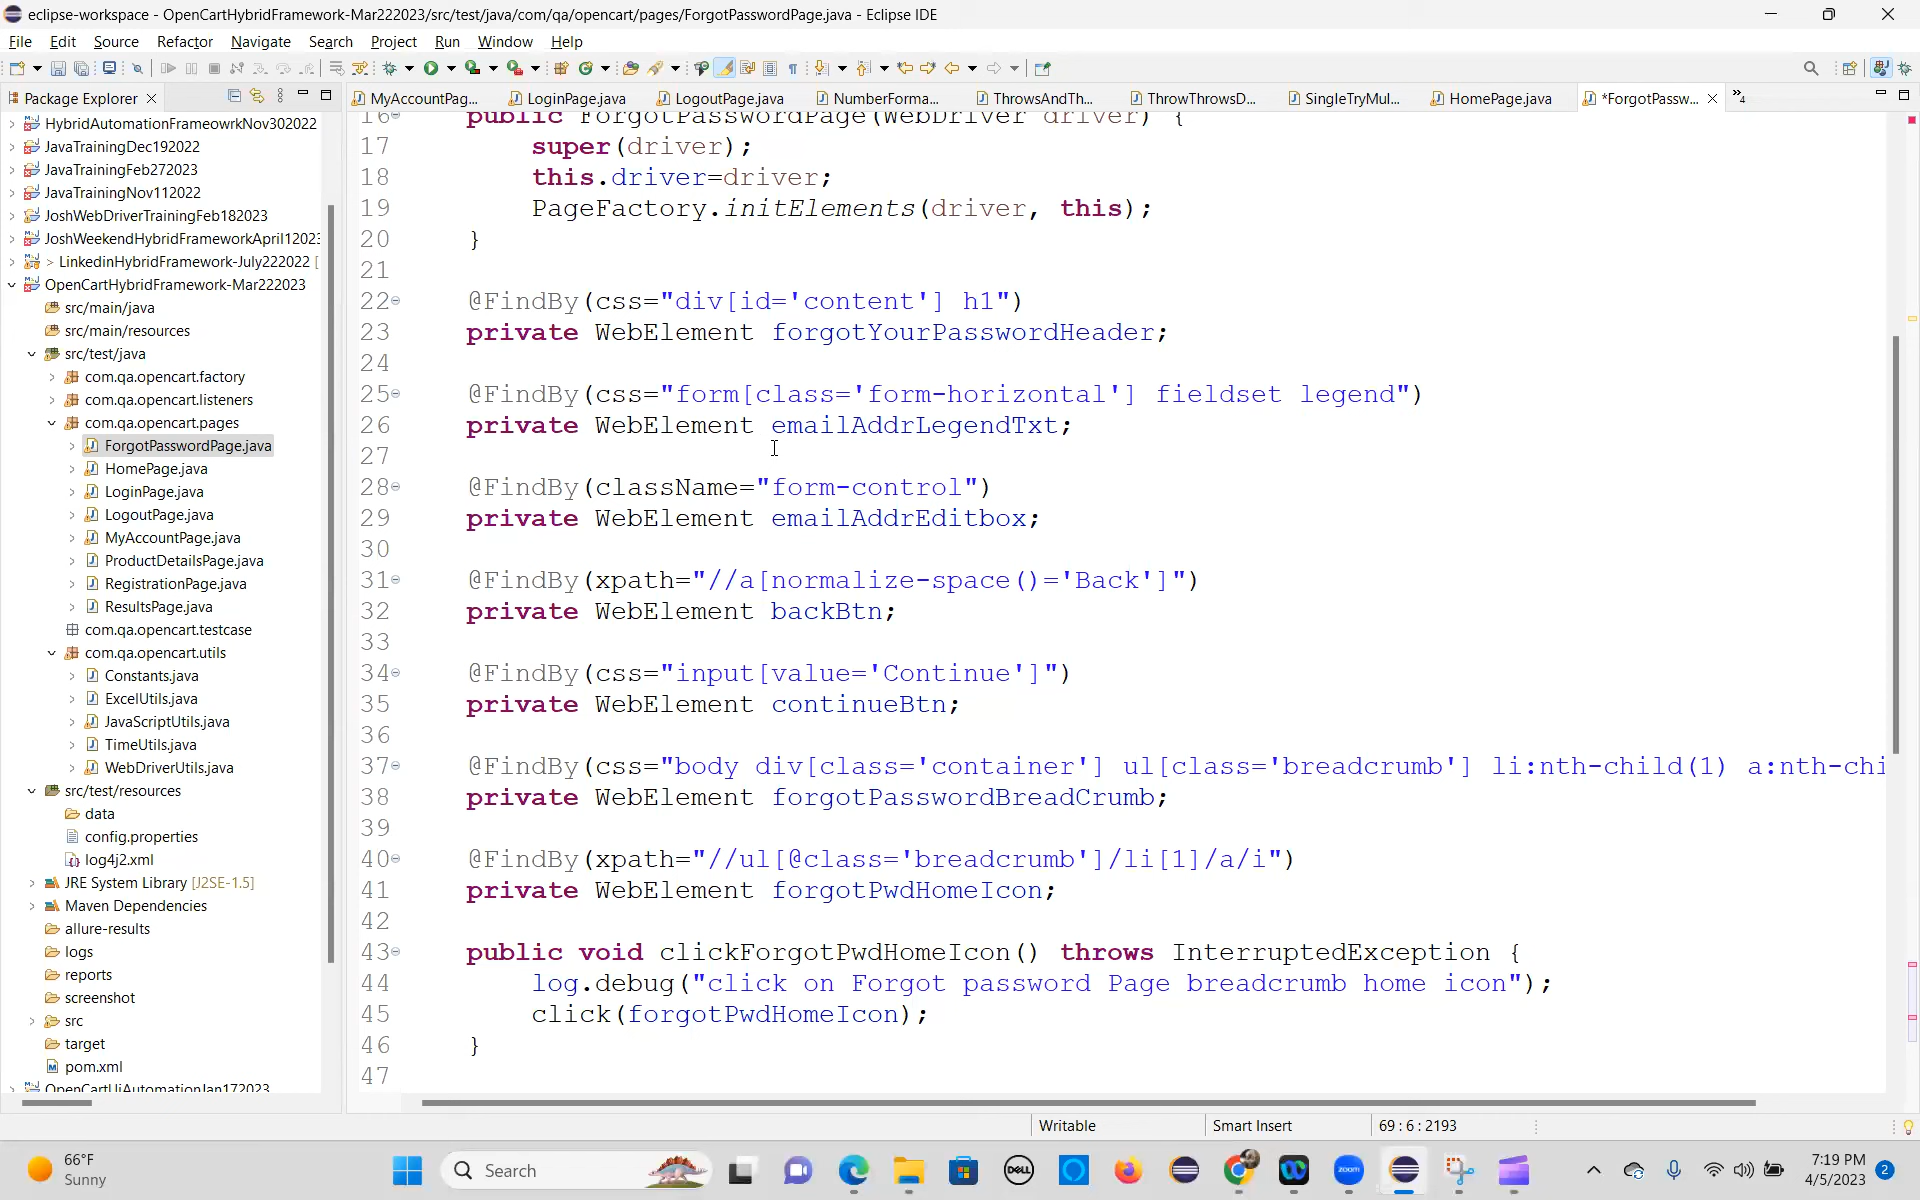 eclipse-workspace - OpenCartHybridFramework-Mar222023/src/test/java/com/qa/opencart/pages/ForgotPasswordPage.java - Eclipse IDE
File Edit Source Refactor Navigate Search Project Run Window Help
Package Explorer
MyAccountPag... LoginPage.java LogoutPage.java NumberForma... ThrowsAndTh... ThrowThrowsD... SingleTryMul... HomePage.java *ForgotPassw... 4
HybridAutomationFrameowrkNov302022
JavaTrainingDec192022
JavaTrainingFeb272023
JavaTrainingNov112022
JoshWebDriverTrainingFeb182023
JoshWeekendHybridFrameworkApril12023
> LinkedinHybridFramework-July222022 [
OpenCartHybridFramework-Mar222023
src/main/java
src/main/resources
src/test/java
com.qa.opencart.factory
com.qa.opencart.listeners
com.qa.opencart.pages
ForgotPasswordPage.java
HomePage.java
LoginPage.java
LogoutPage.java
MyAccountPage.java
ProductDetailsPage.java
RegistrationPage.java
ResultsPage.java
com.qa.opencart.testcase
com.qa.opencart.utils
Constants.java
ExcelUtils.java
JavaScriptUtils.java
TimeUtils.java
WebDriverUtils.java
src/test/resources
data
config.properties
log4j2.xml
JRE System Library [J2SE-1.5]
Maven Dependencies
allure-results
logs
reports
screenshot
src
target
pom.xml
OpenCartUiAutomationJan172023
16 public ForgotPasswordPage(WebDriver driver) {
17 super(driver);
18 this.driver=driver;
19 PageFactory.initElements(driver, this);
20 }
21
22 @FindBy(css="div[id='content'] h1")
23 private WebElement forgotYourPasswordHeader;
24
25 @FindBy(css="form[class='form-horizontal'] fieldset legend")
26 private WebElement emailAddrLegendTxt;
27
28 @FindBy(className="form-control")
29 private WebElement emailAddrEditbox;
30
31 @FindBy(xpath="//a[normalize-space()='Back']")
32 private WebElement backBtn;
33
34 @FindBy(css="input[value='Continue']")
35 private WebElement continueBtn;
36
37 @FindBy(css="body div[class='container'] ul[class='breadcrumb'] li:nth-child(1) a:nth-chi
38 private WebElement forgotPasswordBreadCrumb;
39
40 @FindBy(xpath="//ul[@class='breadcrumb']/li[1]/a/i")
41 private WebElement forgotPwdHomeIcon;
42
43 public void clickForgotPwdHomeIcon() throws InterruptedException {
44 log.debug("click on Forgot password Page breadcrumb home icon");
45 click(forgotPwdHomeIcon);
46 }
47
Writable Smart Insert 69 : 6 : 2193
66°F
Sunny
Search
DELL
zoom
7:19 PM
4/5/2023
2